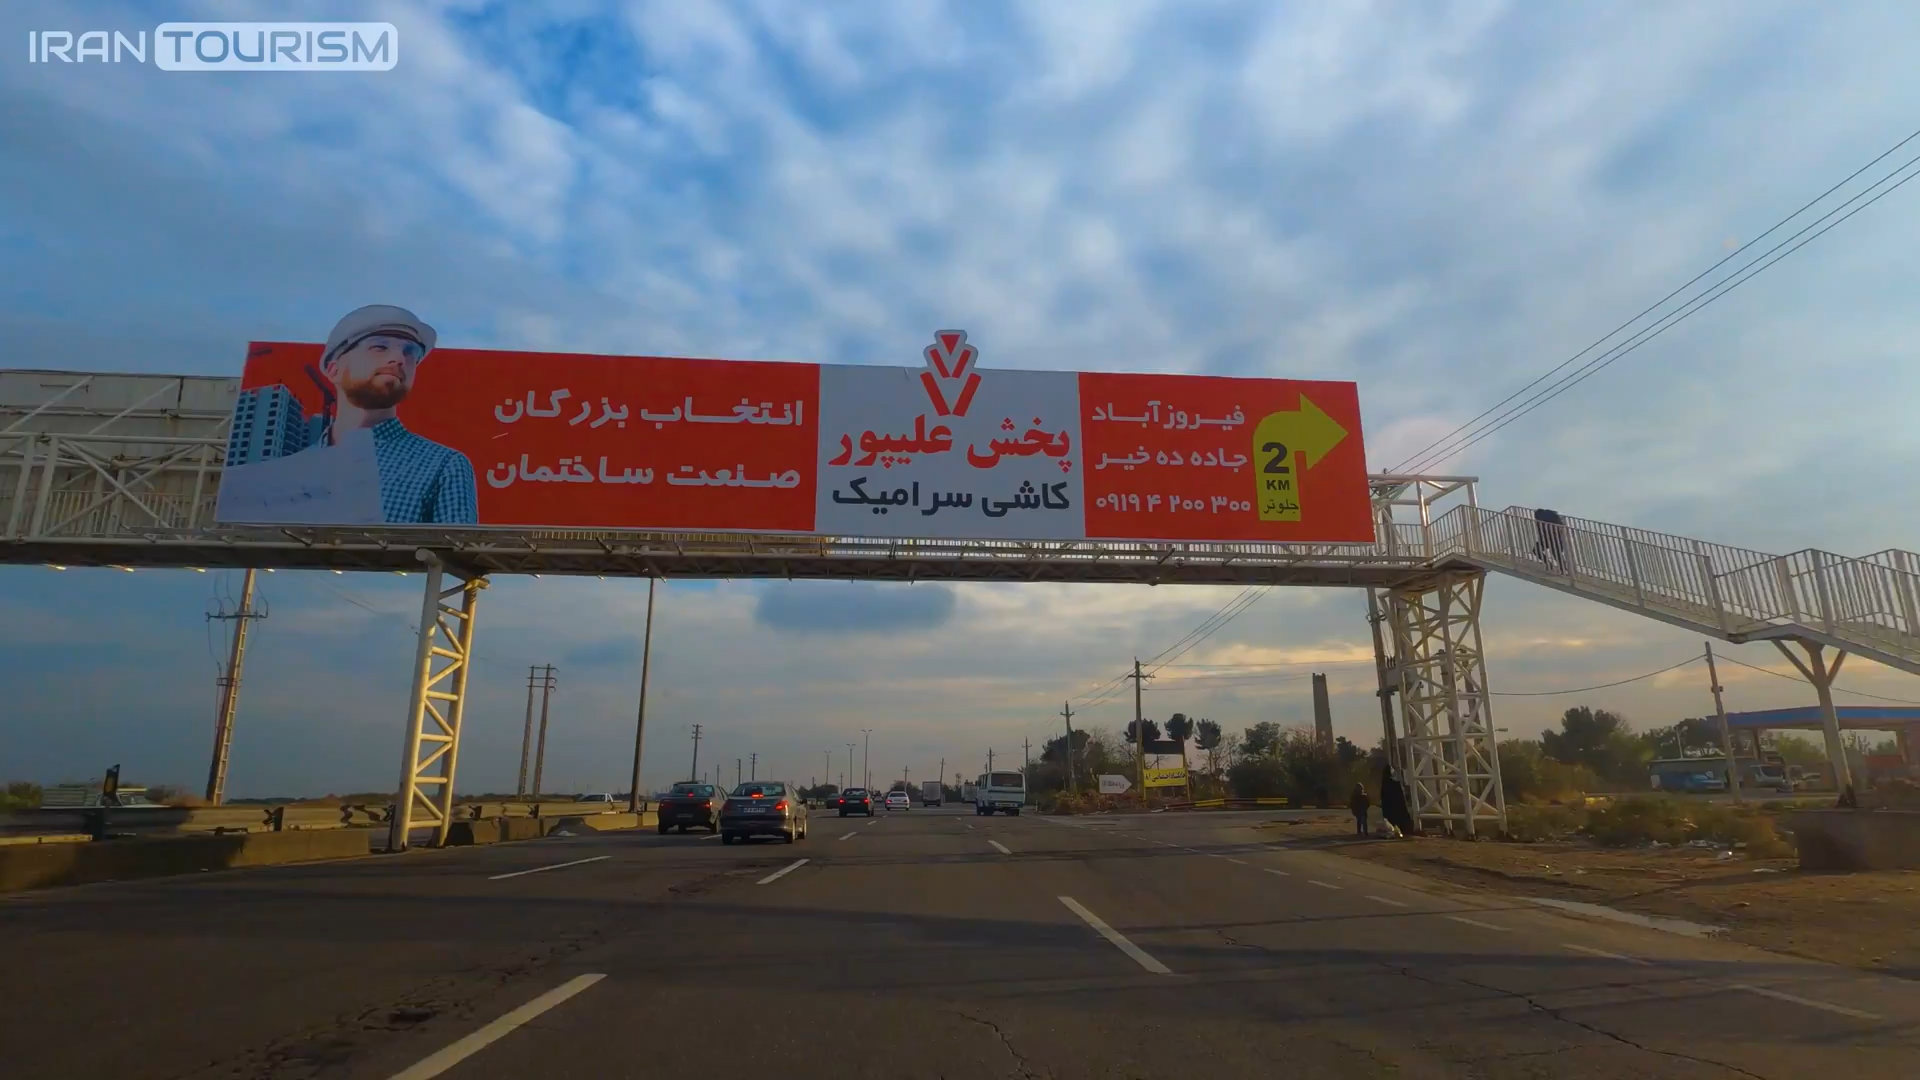 IRAN TOURISM
انتخاب بزرگانِ
صنعت ساختمان
پخش علیپور
کاشی سرامیک
فیروزآباد
جاده ده خیر
۰۹۱۹ ۴ ۲۰۰ ۳۰۰
2
KM
جلوتر